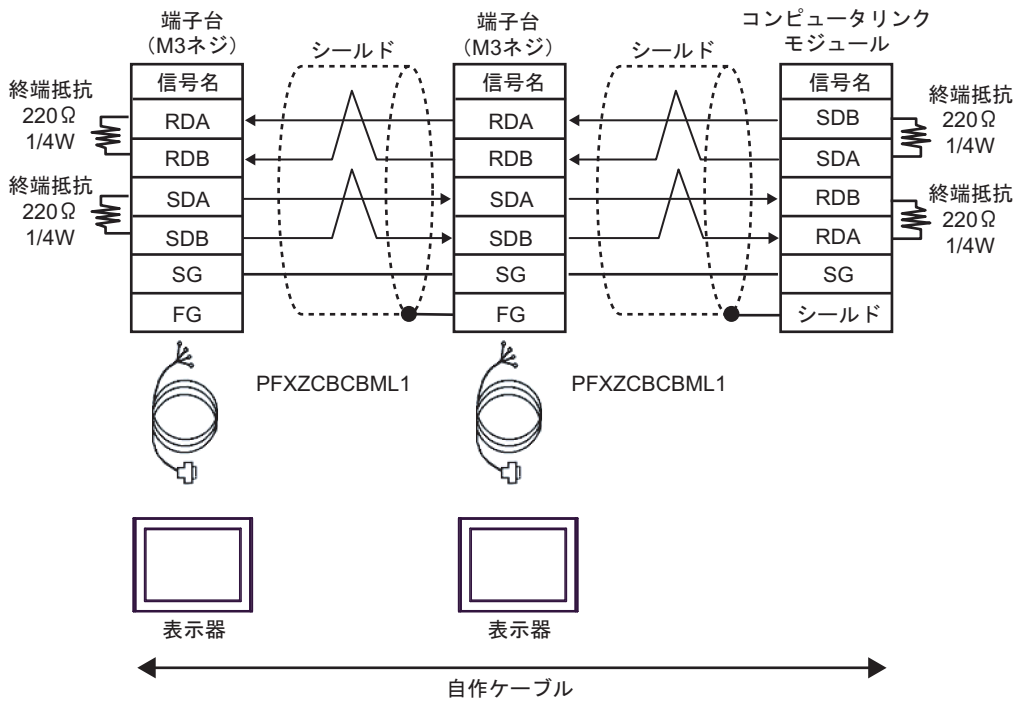 端子台
（M3ネジ）
シールド
端子台
（M3ネジ）
シールド
コンピュータリンク
モジュール
終端抵抗
220Ω
1/4W
終端抵抗
220Ω
1/4W
信号名
RDA
RDB
SDA
SDB
SG
FG
信号名
RDA
RDB
SDA
SDB
SG
FG
信号名
SDB
SDA
RDB
RDA
SG
シールド
終端抵抗
220Ω
1/4W
終端抵抗
220Ω
1/4W
PFXZCBCBML1
PFXZCBCBML1
表示器
表示器
自作ケーブル